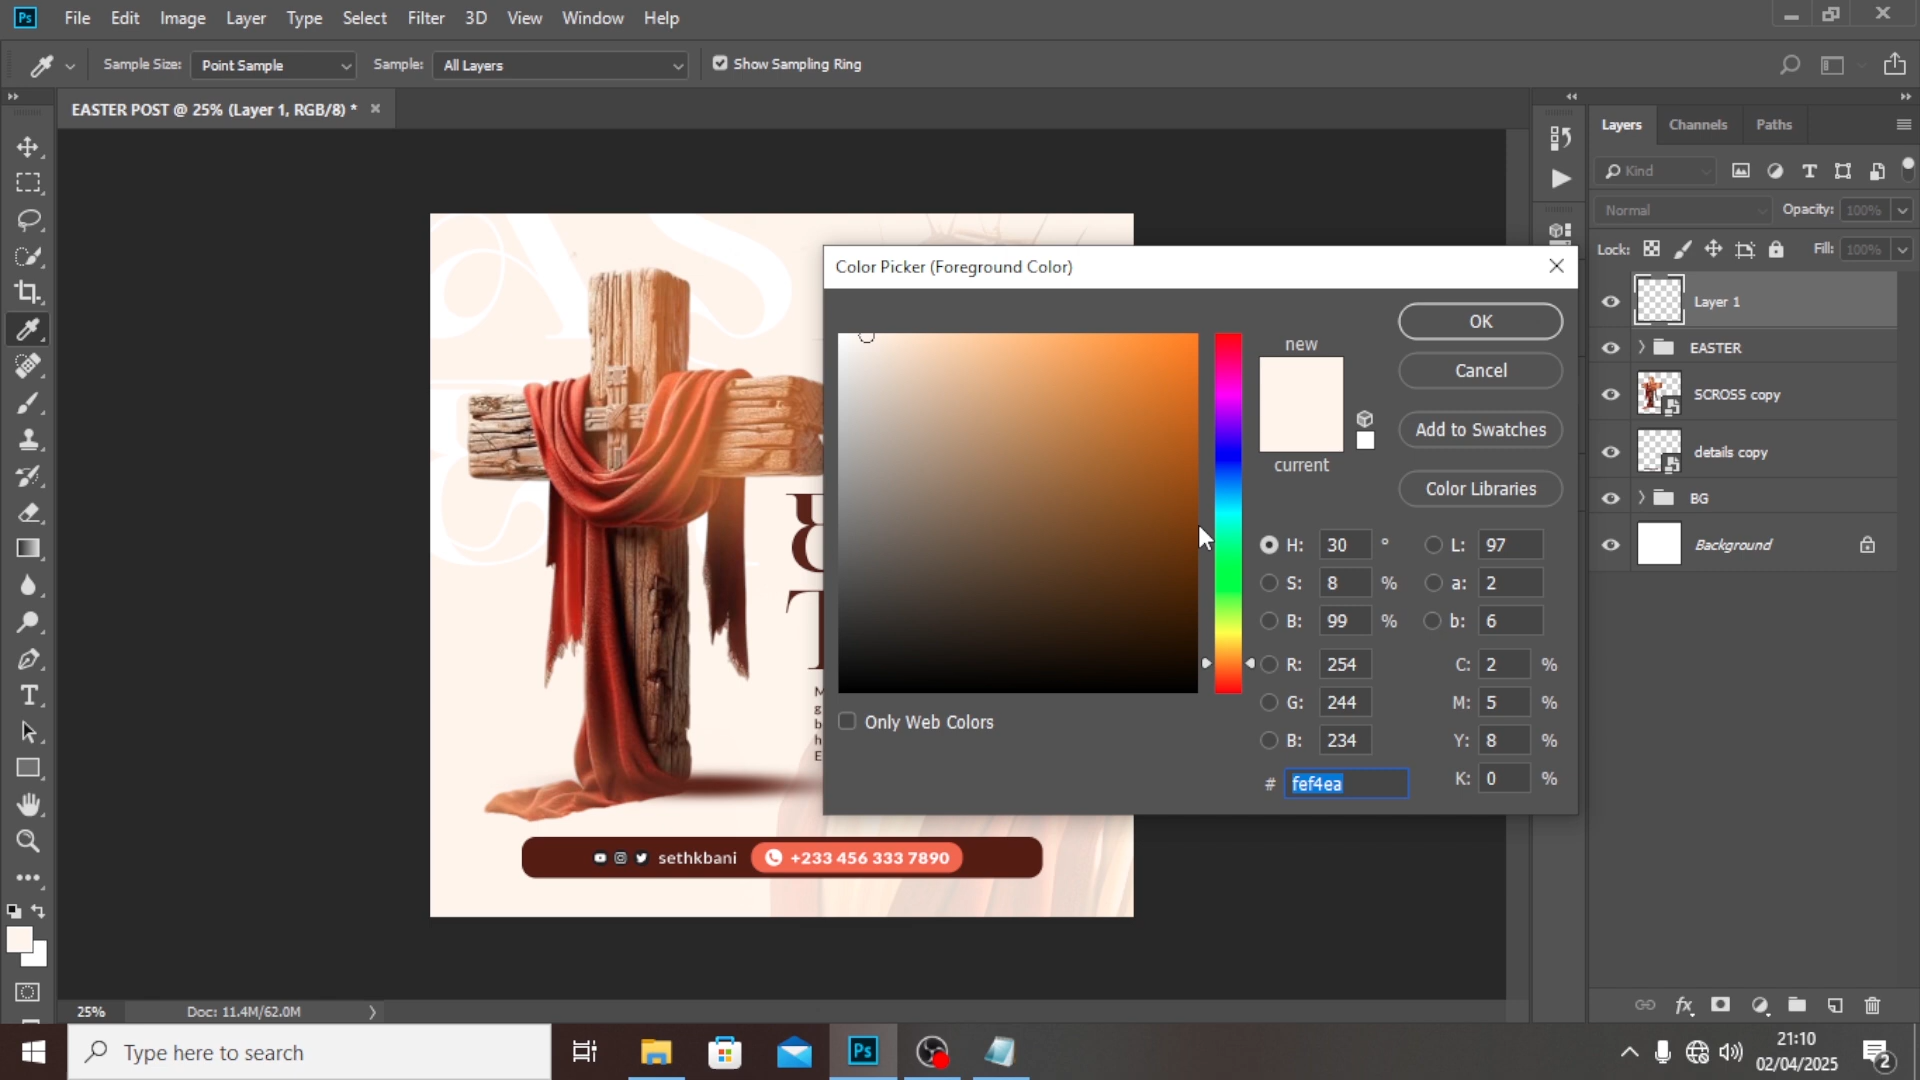 Ps File Edit Image Layer Type Select Filter 3D View Window Help
Sample Size: Point Sample Sample: All Layers Show Sampling Ring
EASTER POST @ 25% (Layer 1, RGB/8) *
Layers Channels Paths
Kind
Normal Opacity: 100%
Lock: Fill: 100%
Layer 1
EASTER
SCROSS copy
details copy
BG
Background
Color Picker (Foreground Color)
new
current
OK
Cancel
Add to Swatches
Color Libraries
H: 30 ° L: 97
S: 8 % a: 2
B: 99 % b: 6
R: 254 C: 2 %
G: 244 M: 5 %
B: 234 Y: 8 %
# fef4ea K: 0 %
Only Web Colors
sethkbani +233 456 333 7890
25% Doc: 11.4M/62.0M
Type here to search
Ps
21:10
02/04/2025
2